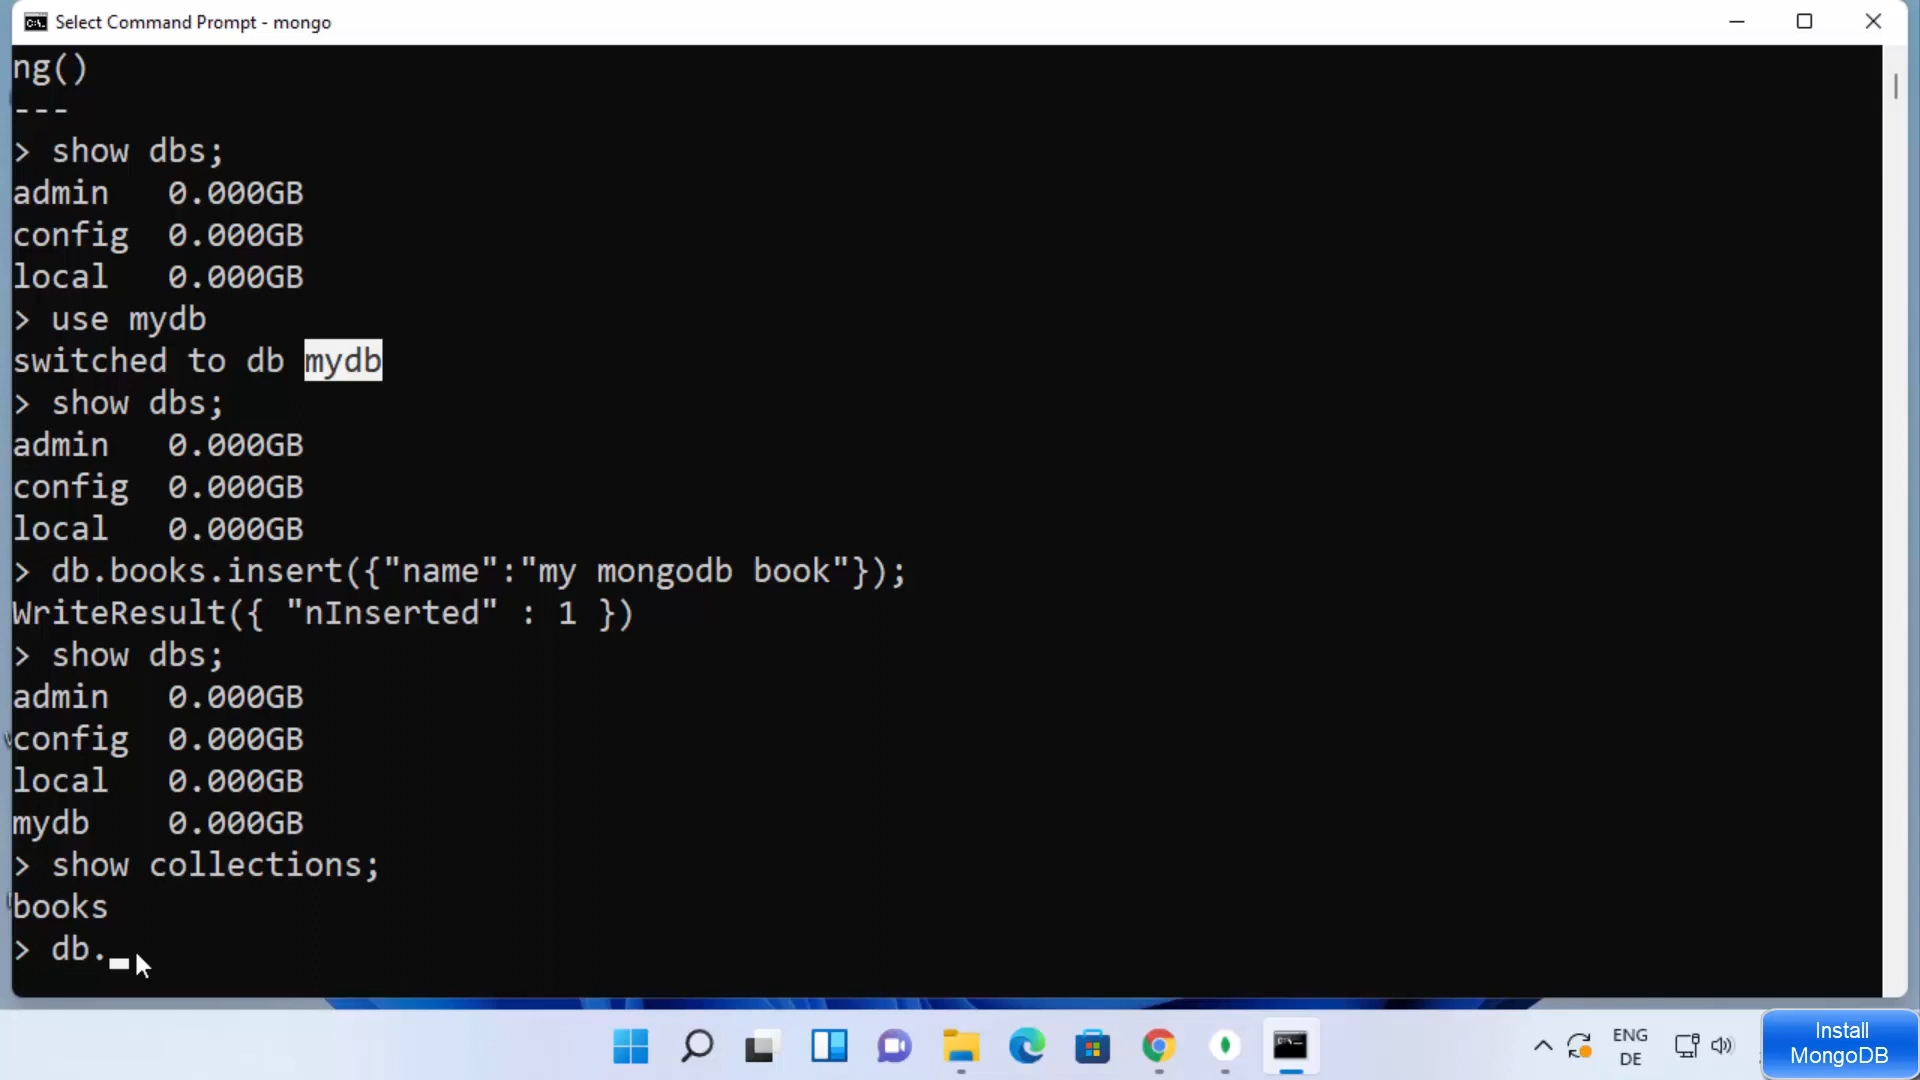 Select Command Prompt - mongo
ng()
---
> show dbs;
admin   0.000GB
config  0.000GB
local   0.000GB
> use mydb
switched to db mydb
> show dbs;
admin   0.000GB
config  0.000GB
local   0.000GB
> db.books.insert({"name":"my mongodb book"});
WriteResult({ "nInserted" : 1 })
> show dbs;
admin   0.000GB
config  0.000GB
local   0.000GB
mydb    0.000GB
> show collections;
books
> db.
ENG
DE
Install
MongoDB